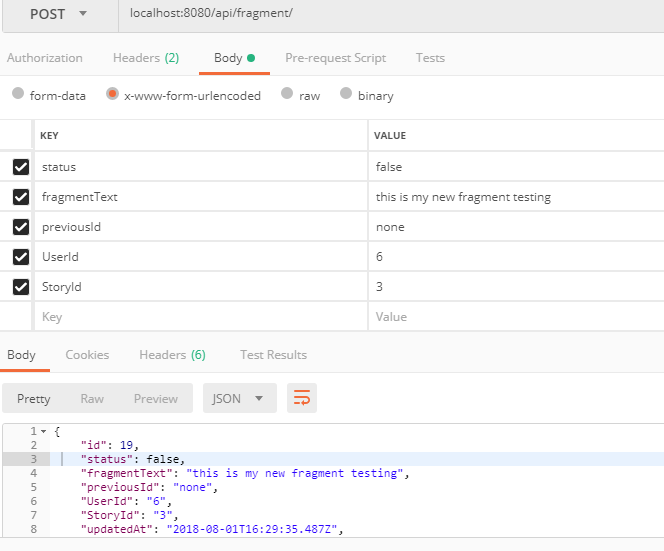 POST localhost:8080/api/fragment/
Authorization Headers (2) Body Pre-request Script Tests
form-data x-www-form-urlencoded raw binary
KEY VALUE
status false
fragmentText this is my new fragment testing
previousId none
UserId 6
StoryId 3
Key Value
Body Cookies Headers (6) Test Results
Pretty Raw Preview JSON
1 {
2 "id": 19,
3 "status": false,
4 "fragmentText": "this is my new fragment testing",
5 "previousId": "none",
6 "UserId": "6",
7 "StoryId": "3",
8 "updatedAt": "2018-08-01T16:29:35.487Z",